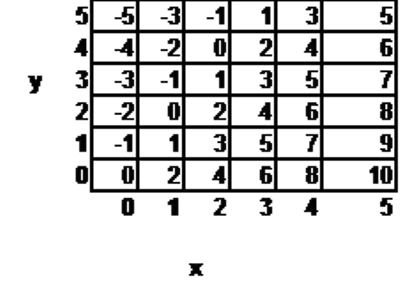 5 -5 -3 -1 1 3 5
4 -4 -2 0 2 4 6
y 3 -3 -1 1 3 5 7
2 -2 0 2 4 6 8
1 -1 1 3 5 7 9
0 0 2 4 6 8 10
0 1 2 3 4 5
x